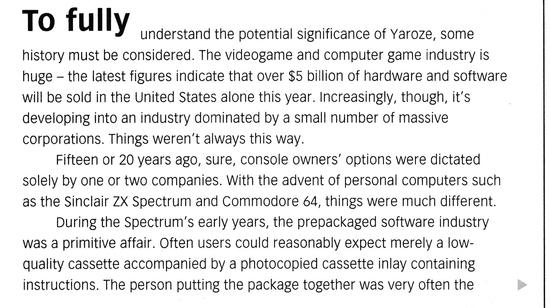 To fully understand the potential significance of Yaroze, some
history must be considered. The videogame and computer game industry is
huge – the latest figures indicate that over $5 billion of hardware and software
will be sold in the United States alone this year. Increasingly, though, it's
developing into an industry dominated by a small number of massive
corporations. Things weren't always this way.
Fifteen or 20 years ago, sure, console owners' options were dictated
solely by one or two companies. With the advent of personal computers such
as the Sinclair ZX Spectrum and Commodore 64, things were much different.
During the Spectrum's early years, the prepackaged software industry
was a primitive affair. Often users could reasonably expect merely a low-
quality cassette accompanied by a photocopied cassette inlay containing
instructions. The person putting the package together was very often the